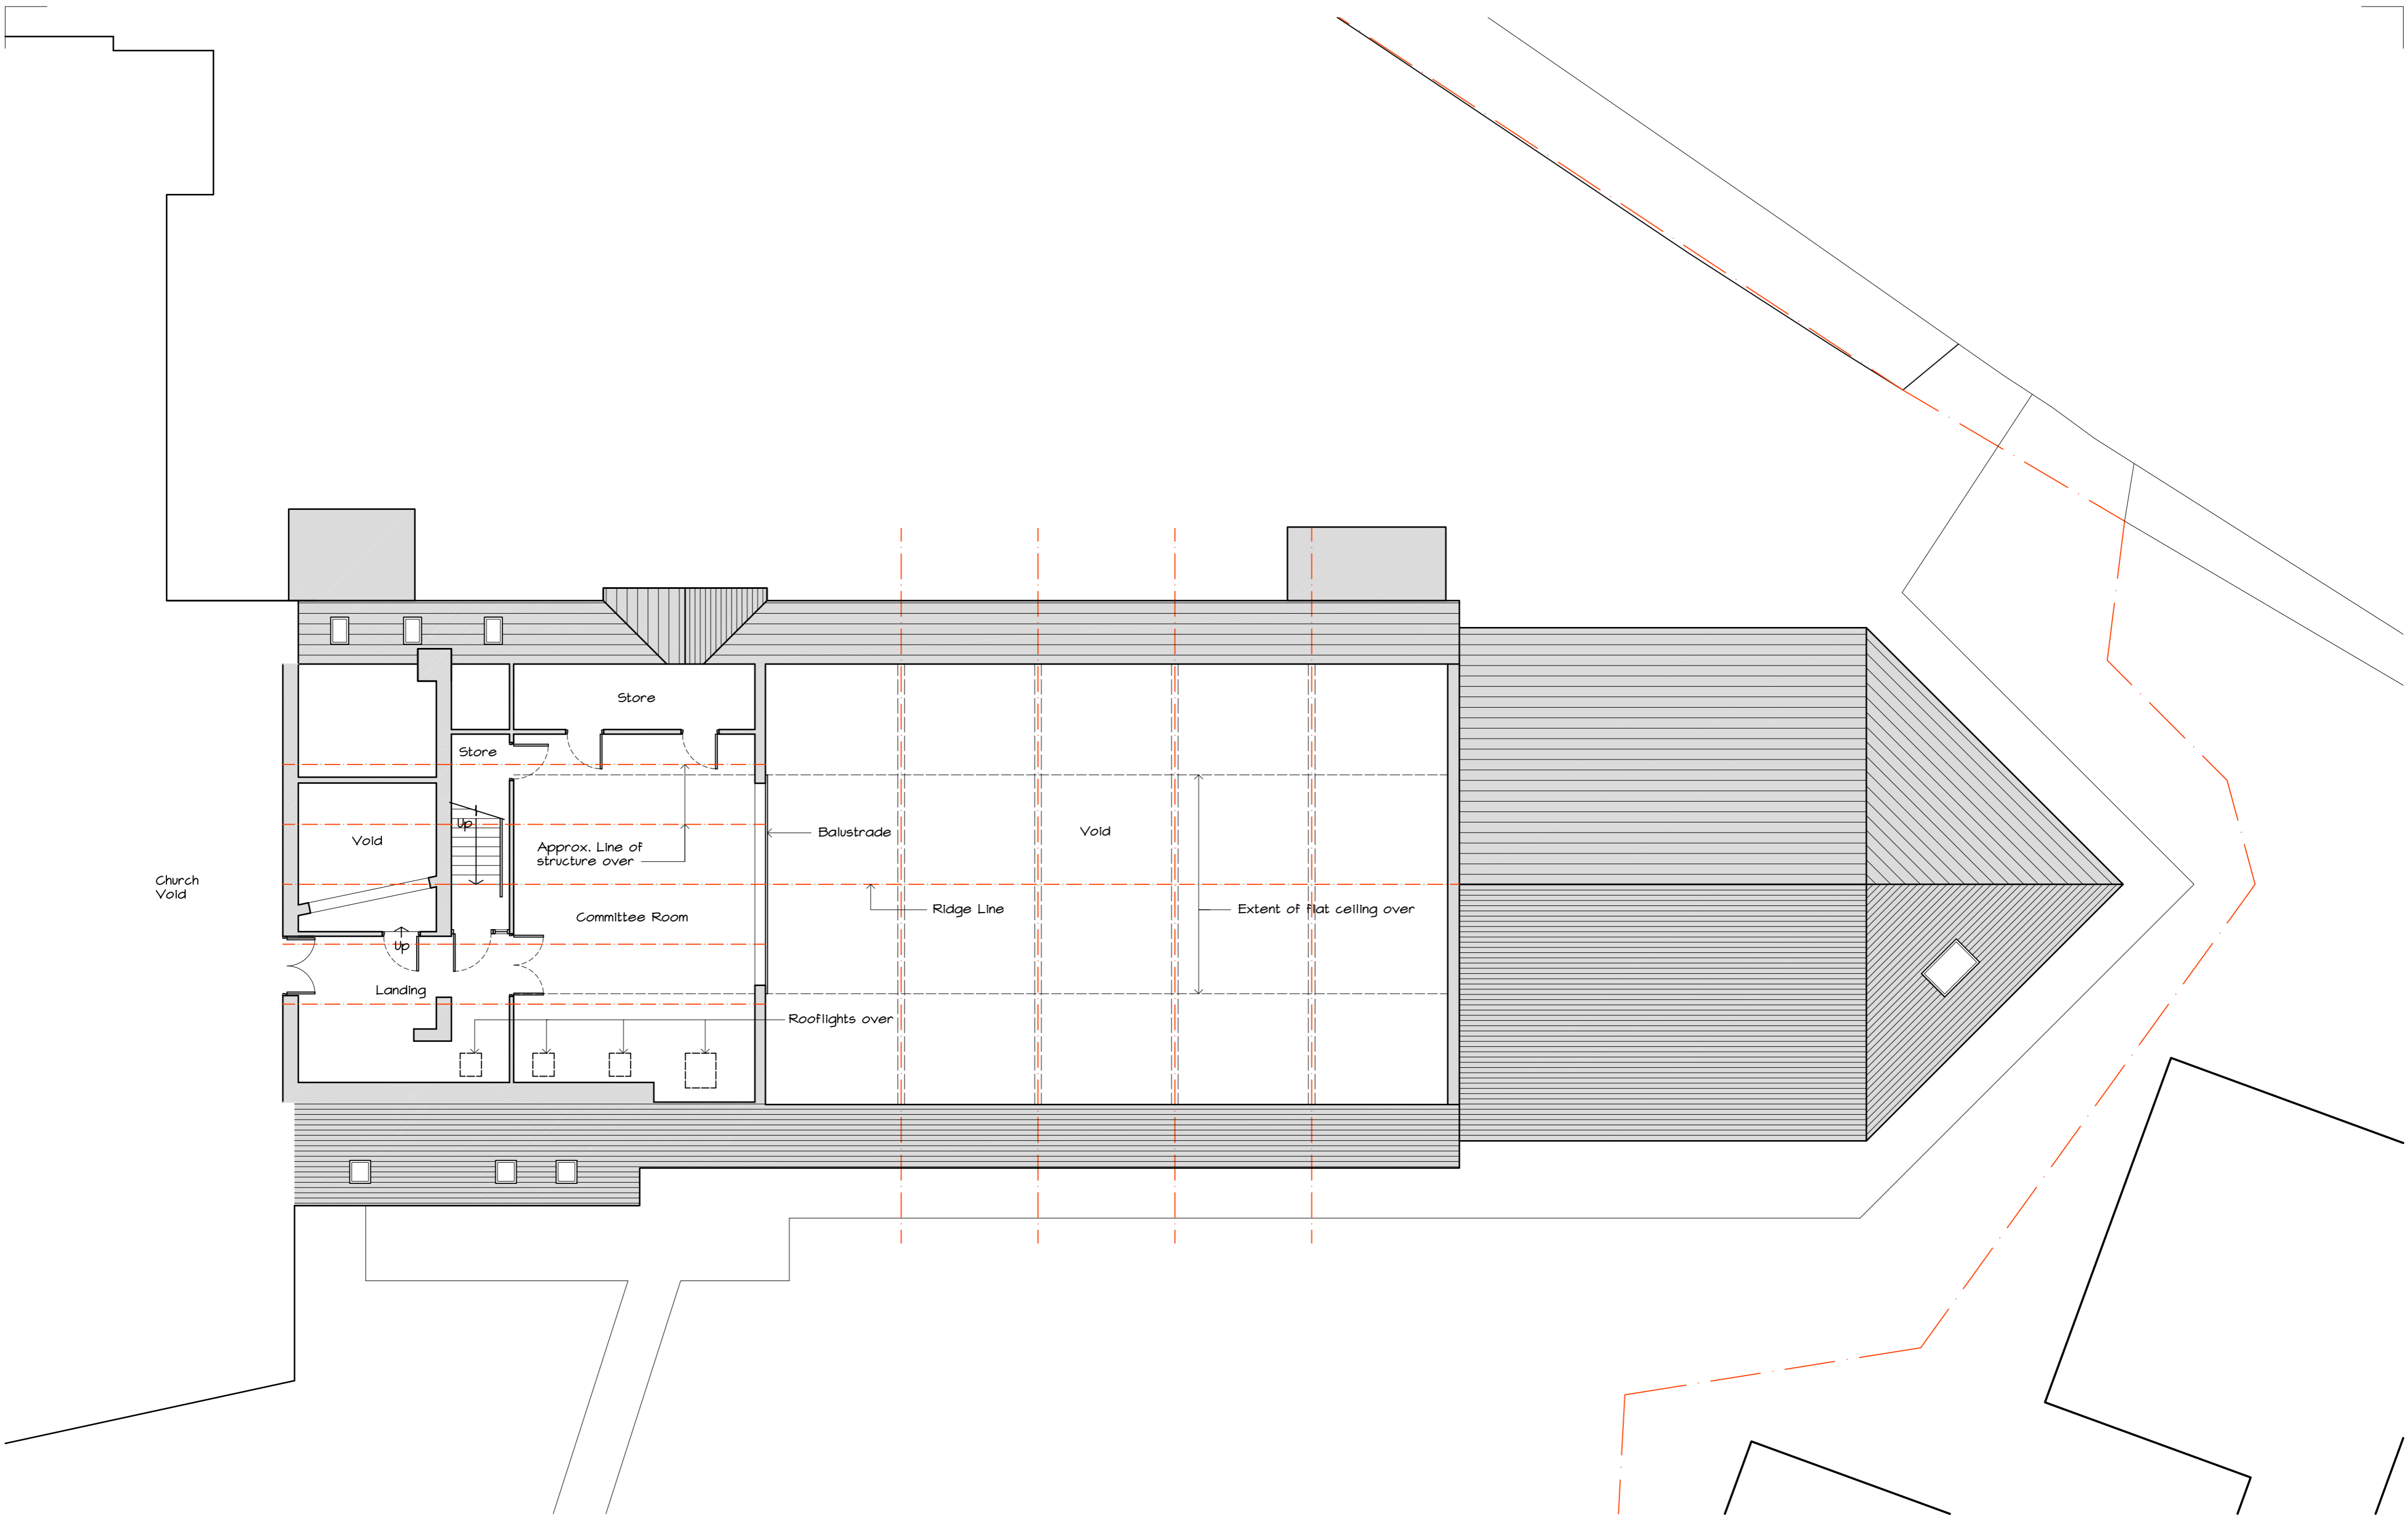 Store
Store
Up
Void
Approx. Line of
structure over
Balustrade
Void
Church
Void
Ridge Line
Extent of flat ceiling over
Committee Room
Up
Landing
Rooflights over